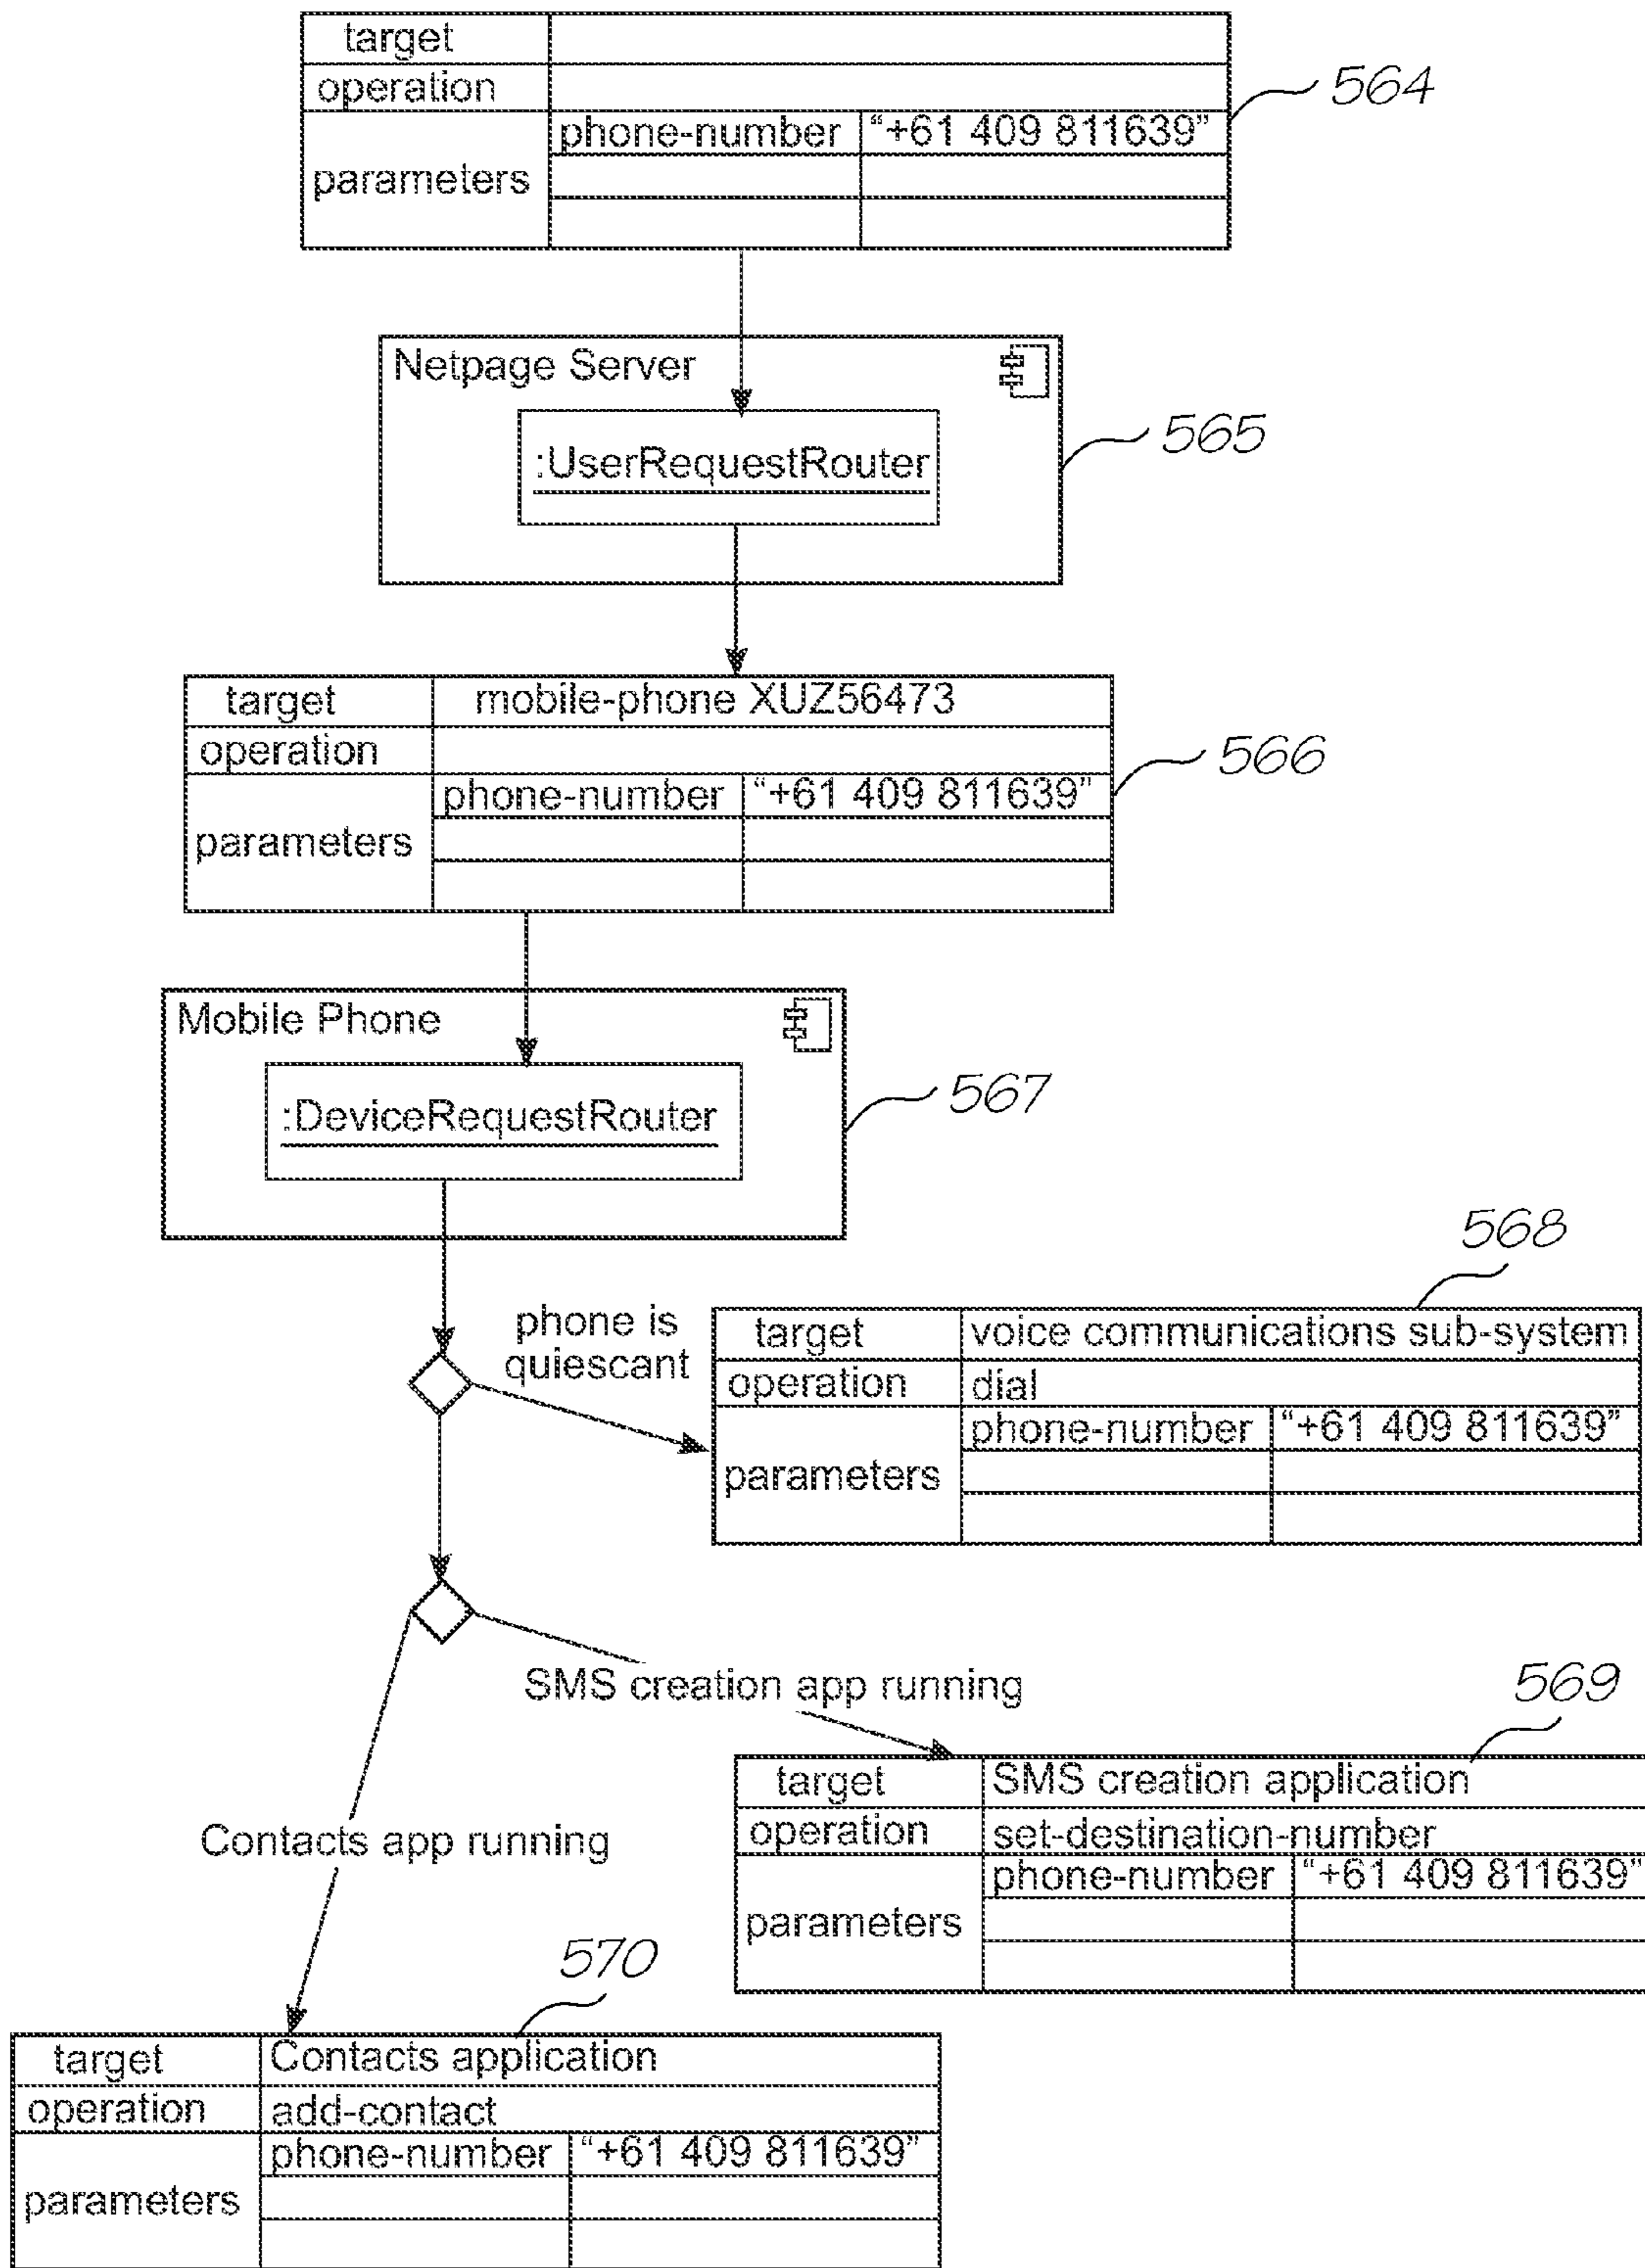 target
operation
phone-number "+61 409 811639"
parameters
564
Netpage Server
:UserRequestRouter
565
target mobile-phone XUZ56473
operation
phone-number "+61 409 811639"
parameters
566
Mobile Phone
:DeviceRequestRouter
567
phone is
quiescant
568
target voice communications sub-system
operation dial
phone-number "+61 409 811639"
parameters
SMS creation app running
569
target SMS creation application
operation set-destination-number
phone-number "+61 409 811639"
parameters
Contacts app running
570
target Contacts application
operation add-contact
phone-number "+61 409 811639"
parameters